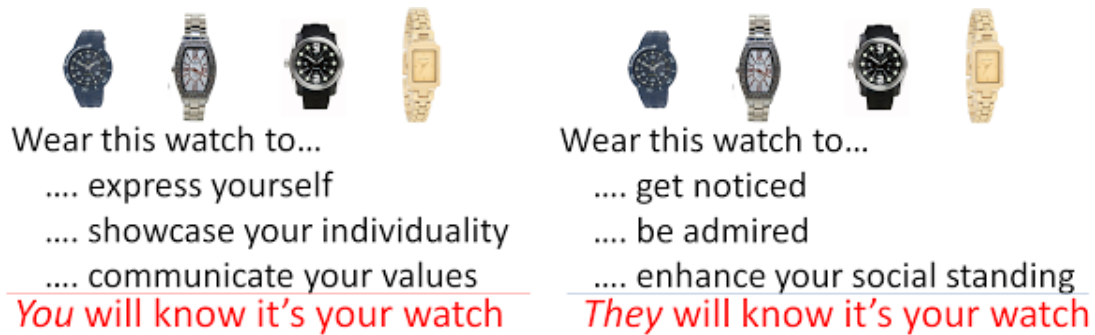 Wear this watch to...
.... express yourself
.... showcase your individuality
.... communicate your values
You will know it's your watch
Wear this watch to...
.... get noticed
.... be admired
.... enhance your social standing
They will know it's your watch